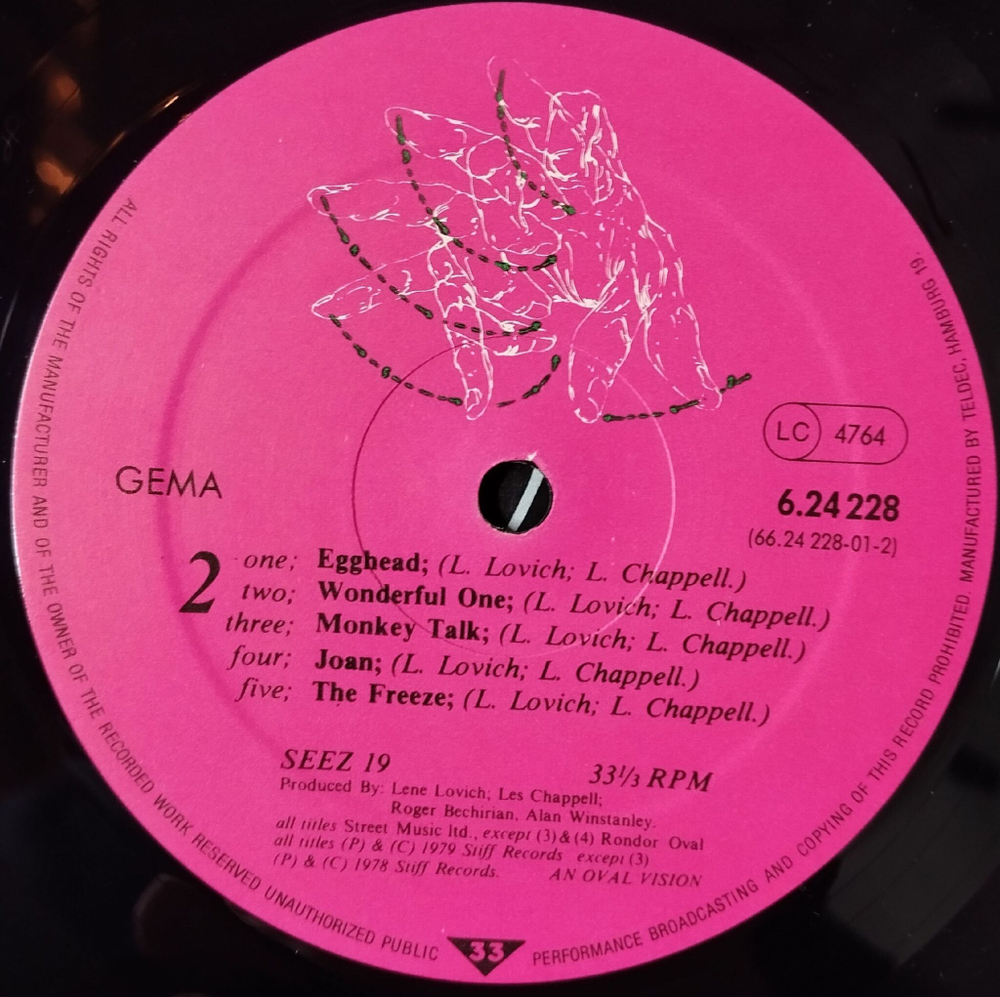 LC 4764
GEMA
6.24 228
(66.24 228-01-2)
2
one; Egghead; (L. Lovich; L. Chappell.)
two; Wonderful One; (L. Lovich; L. Chappell.)
three; Monkey Talk; (L. Lovich; L. Chappell.)
four; Joan; (L. Lovich; L. Chappell.)
five; The Freeze; (L. Lovich; L. Chappell.)
SEEZ 19 33⅓ RPM
Produced By: Lene Lovich; Les Chappell;
Roger Bechirian, Alan Winstanley.
all titles Street Music ltd., except (3)&(4) Rondor Oval
all titles (P) & (C) 1979 Stiff Records except (3)
(P) & (C) 1978 Stiff Records. AN OVAL VISION
ALL RIGHTS OF THE MANUFACTURER AND OF THE OWNER OF THE RECORDED WORK RESERVED UNAUTHORIZED PUBLIC 33 PERFORMANCE BROADCASTING AND COPYING OF THIS RECORD PROHIBITED. MANUFACTURED BY TELDEC, HAMBURG 19.